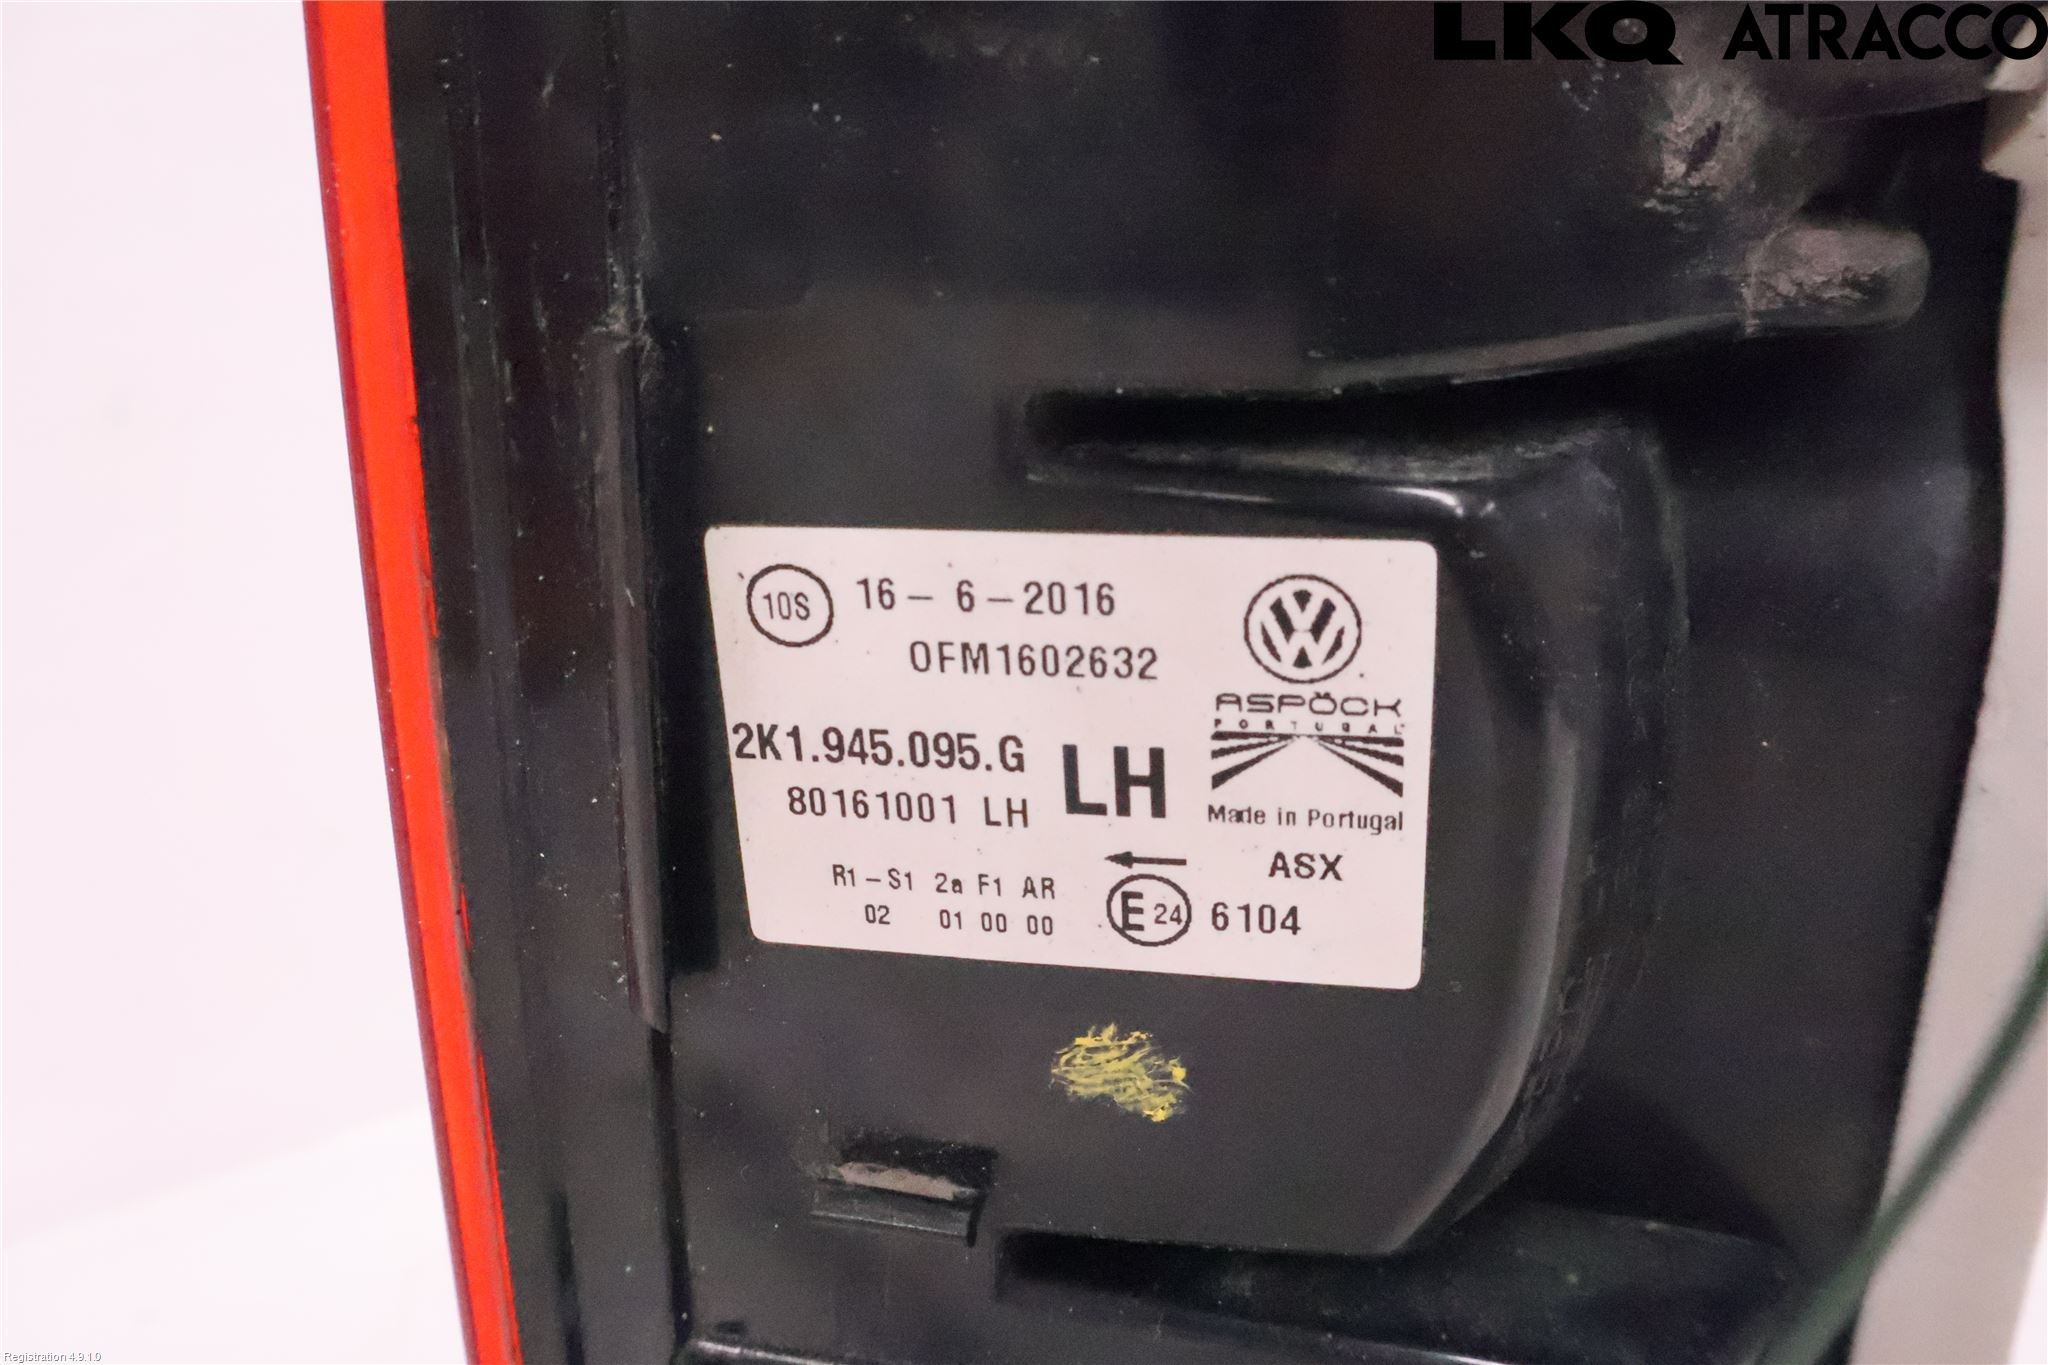 LKQ ATRACCO
10S 16 - 6 - 2016
OFM1602632
ASPÖCK
PORTUGAL
2K1.945.095.G
80161001 LH
LH
Made in Portugal
ASX
R1 - S1 2a F1 AR
02 01 00 00
E 24 6104
Registration 4.9.1.0